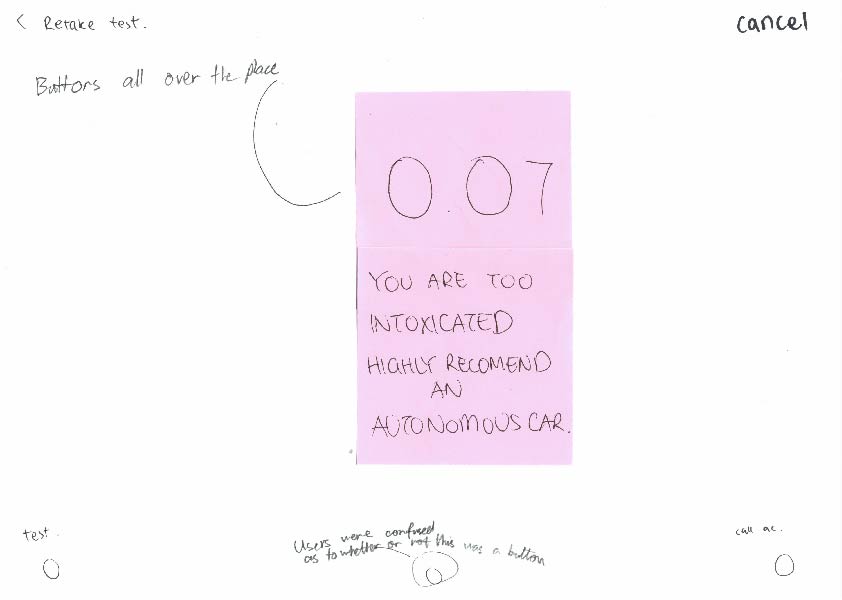 < Retake test.
cancel
Buttons all over the place
0.07
YOU ARE TOO
INTOXICATED
HIGHLY RECOMEND
AN
AUTONOMOUS CAR.
test.
Users were confused
as to whether or not this was a button
call ac.